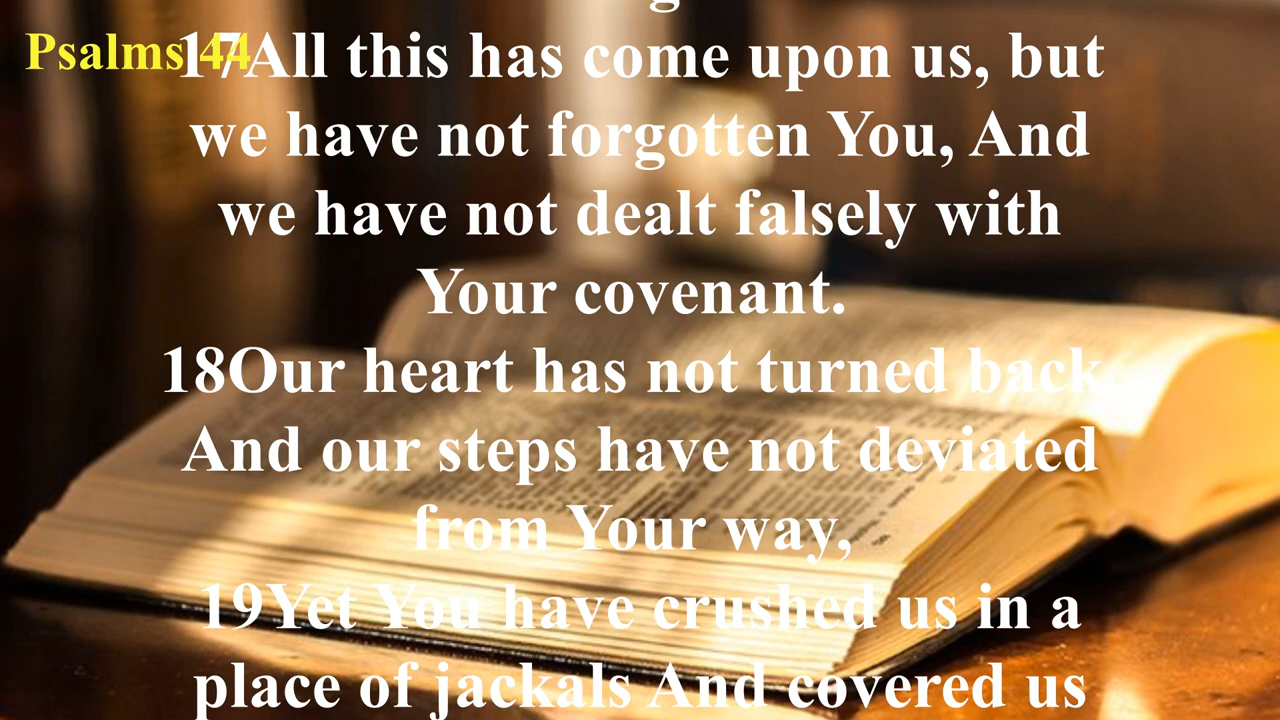 Psalms 44
17All this has come upon us, but
we have not forgotten You, And
we have not dealt falsely with
Your covenant.
18Our heart has not turned back,
And our steps have not deviated
from Your way,
19Yet You have crushed us in a
place of jackals And covered us